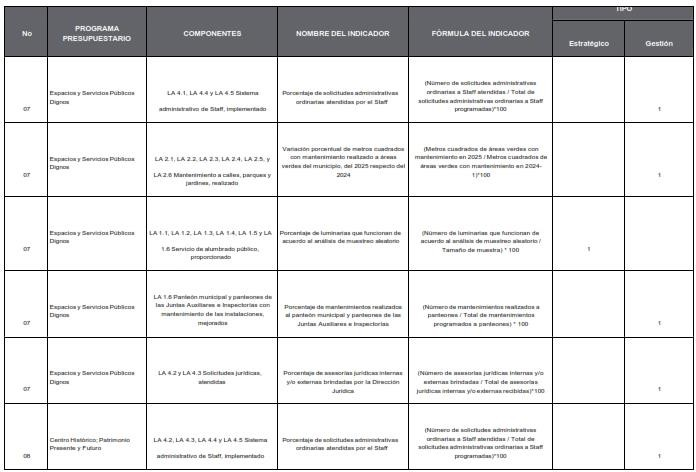 TIPO
No
PROGRAMA
PRESUPUESTARIO
COMPONENTES
NOMBRE DEL INDICADOR
FÓRMULA DEL INDICADOR
Estratégico
Gestión
07
Espacios y Servicios Públicos
Dignos
LA 4.1, LA 4.4 y LA 4.5 Sistema
administrativo de Staff, implementado
Porcentaje de solicitudes administrativas
ordinarias atendidas por el Staff
(Número de solicitudes administrativas
ordinarias a Staff atendidas / Total de
solicitudes administrativas ordinarias a Staff
programadas)*100
1
07
Espacios y Servicios Públicos
Dignos
LA 2.1, LA 2.2, LA 2.3, LA 2.4, LA 2.5, y
LA 2.6 Mantenimiento a calles, parques y
jardines, realizado
Variación porcentual de metros cuadrados
con mantenimiento realizado a áreas
verdes del municipio, del 2025 respecto del
2024
(Metros cuadrados de áreas verdes con
mantenimiento en 2025 / Metros cuadrados de
áreas verdes con mantenimiento en 2024-
1)*100
1
07
Espacios y Servicios Públicos
Dignos
LA 1.1, LA 1.2, LA 1.3, LA 1.4, LA 1.5 y LA
1.6 Servicio de alumbrado público,
proporcionado
Porcentaje de luminarias que funcionan de
acuerdo al análisis de muestreo aleatorio
(Número de luminarias que funcionan de
acuerdo al análisis de muestreo aleatorio /
Tamaño de muestra) * 100
1
07
Espacios y Servicios Públicos
Dignos
LA 1.6 Panteón municipal y panteones de
las Juntas Auxiliares e Inspectorías con
mantenimiento de las instalaciones,
mejorados
Porcentaje de mantenimientos realizados
al panteón municipal y panteones de las
Juntas Auxiliares e Inspectorías
(Número de mantenimientos realizados a
panteones / Total de mantenimientos
programados a panteones) * 100
1
07
Espacios y Servicios Públicos
Dignos
LA 4.2 y LA 4.3 Solicitudes jurídicas,
atendidas
Porcentaje de asesorías jurídicas internas
y/o externas brindadas por la Dirección
Jurídica
(Número de asesorías jurídicas internas y/o
externas brindadas / Total de asesorías
jurídicas internas y/o externas recibidas)*100
1
08
Centro Histórico; Patrimonio
Presente y Futuro
LA 4.2, LA 4.3, LA 4.4 y LA 4.5 Sistema
administrativo de Staff, implementado
Porcentaje de solicitudes administrativas
ordinarias atendidas por el Staff
(Número de solicitudes administrativas
ordinarias a Staff atendidas / Total de
solicitudes administrativas ordinarias a Staff
programadas)*100
1